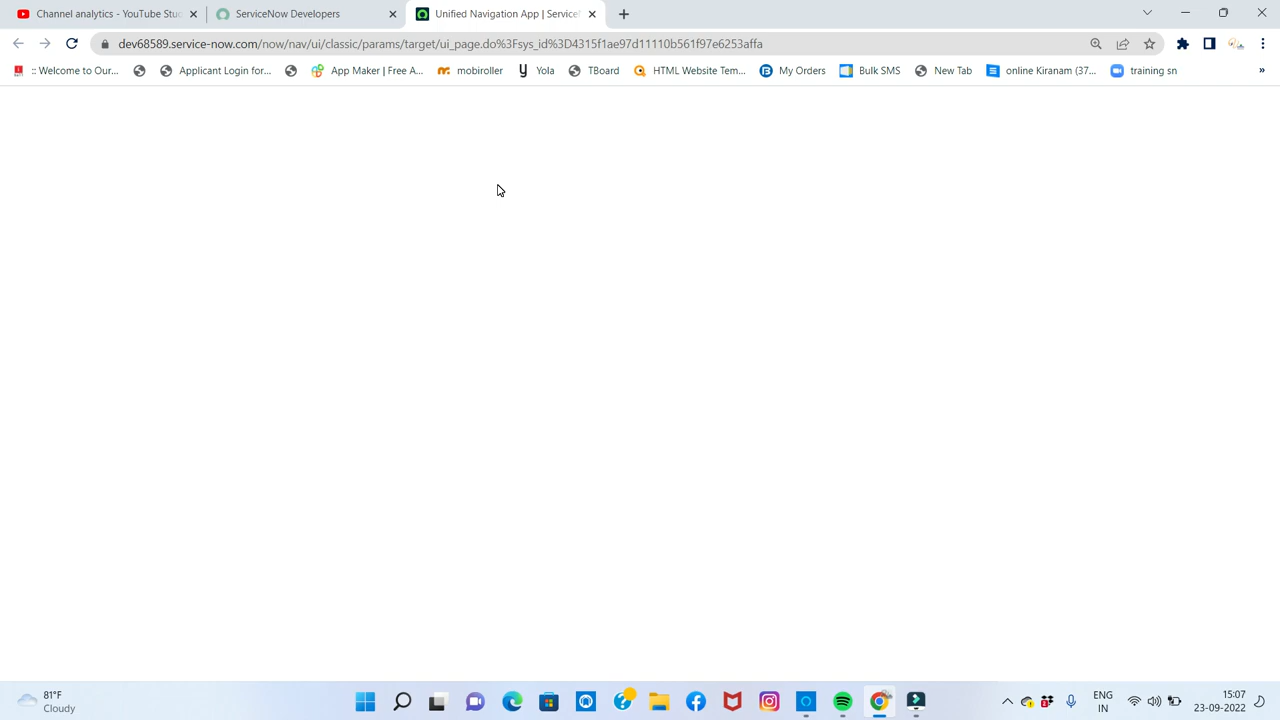 Channel analytics - YouTube Stud
ServiceNow Developers
Unified Navigation App | ServiceN
dev68589.service-now.com/now/nav/ui/classic/params/target/ui_page.do%3Fsys_id%3D4315f1ae97d11110b561f97e6253affa
:: Welcome to Our...
Applicant Login for...
App Maker | Free A...
mobiroller
Yola
TBoard
HTML Website Tem...
My Orders
Bulk SMS
New Tab
online Kiranam (37...
training sn
»
81°F
Cloudy
ENG
IN
15:07
23-09-2022